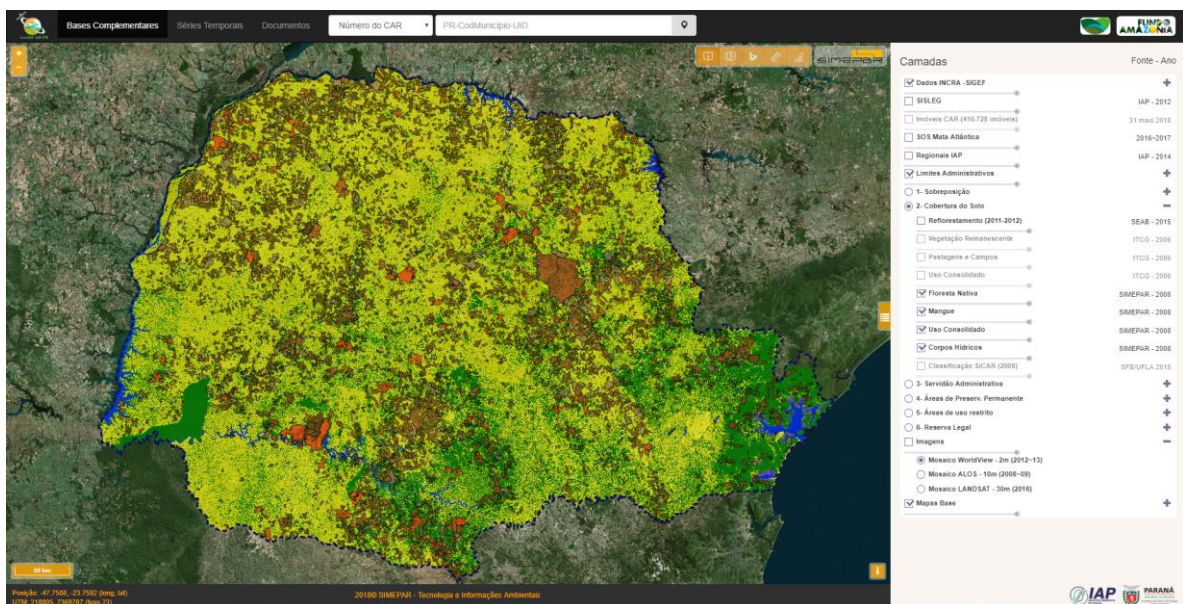 Bases Complementares
Séries Temporais
Documentos
Número do CAR
PR-CodMunicipio-UID
FUNDO
AMAZÔNIA
SIMEPAR
Camadas
Fonte - Ano
Dados INCRA -SIGEF
SISLEG
IAP - 2012
Imóveis CAR (410.726 imóveis)
31 maio 2018
SOS Mata Atlântica
2016~2017
Regionais IAP
IAP - 2014
Limites Administrativos
1- Sobreposição
2- Cobertura do Solo
Reflorestamento (2011-2012)
SEAB - 2015
Vegetação Remanescente
ITCG - 2006
Pastagens e Campos
ITCG - 2006
Uso Consolidado
ITCG - 2006
Floresta Nativa
SIMEPAR - 2008
Mangue
SIMEPAR - 2008
Uso Consolidado
SIMEPAR - 2008
Corpos Hídricos
SIMEPAR - 2008
Classificação SiCAR (2008)
SFB/UFLA 2015
3- Servidão Administrativa
4- Áreas de Preserv. Permanente
5- Áreas de uso restrito
6- Reserva Legal
Imagens
Mosaico WorldView - 2m (2012~13)
Mosaico ALOS - 10m (2008~09)
Mosaico LANDSAT - 30m (2016)
Mapas Base
50 km
Posição: -47.7588, -23.7592 (long, lat)
UTM: 218805, 7369707 (fuso 23)
2018© SIMEPAR - Tecnologia e Informações Ambientais
IAP
PARANÁ